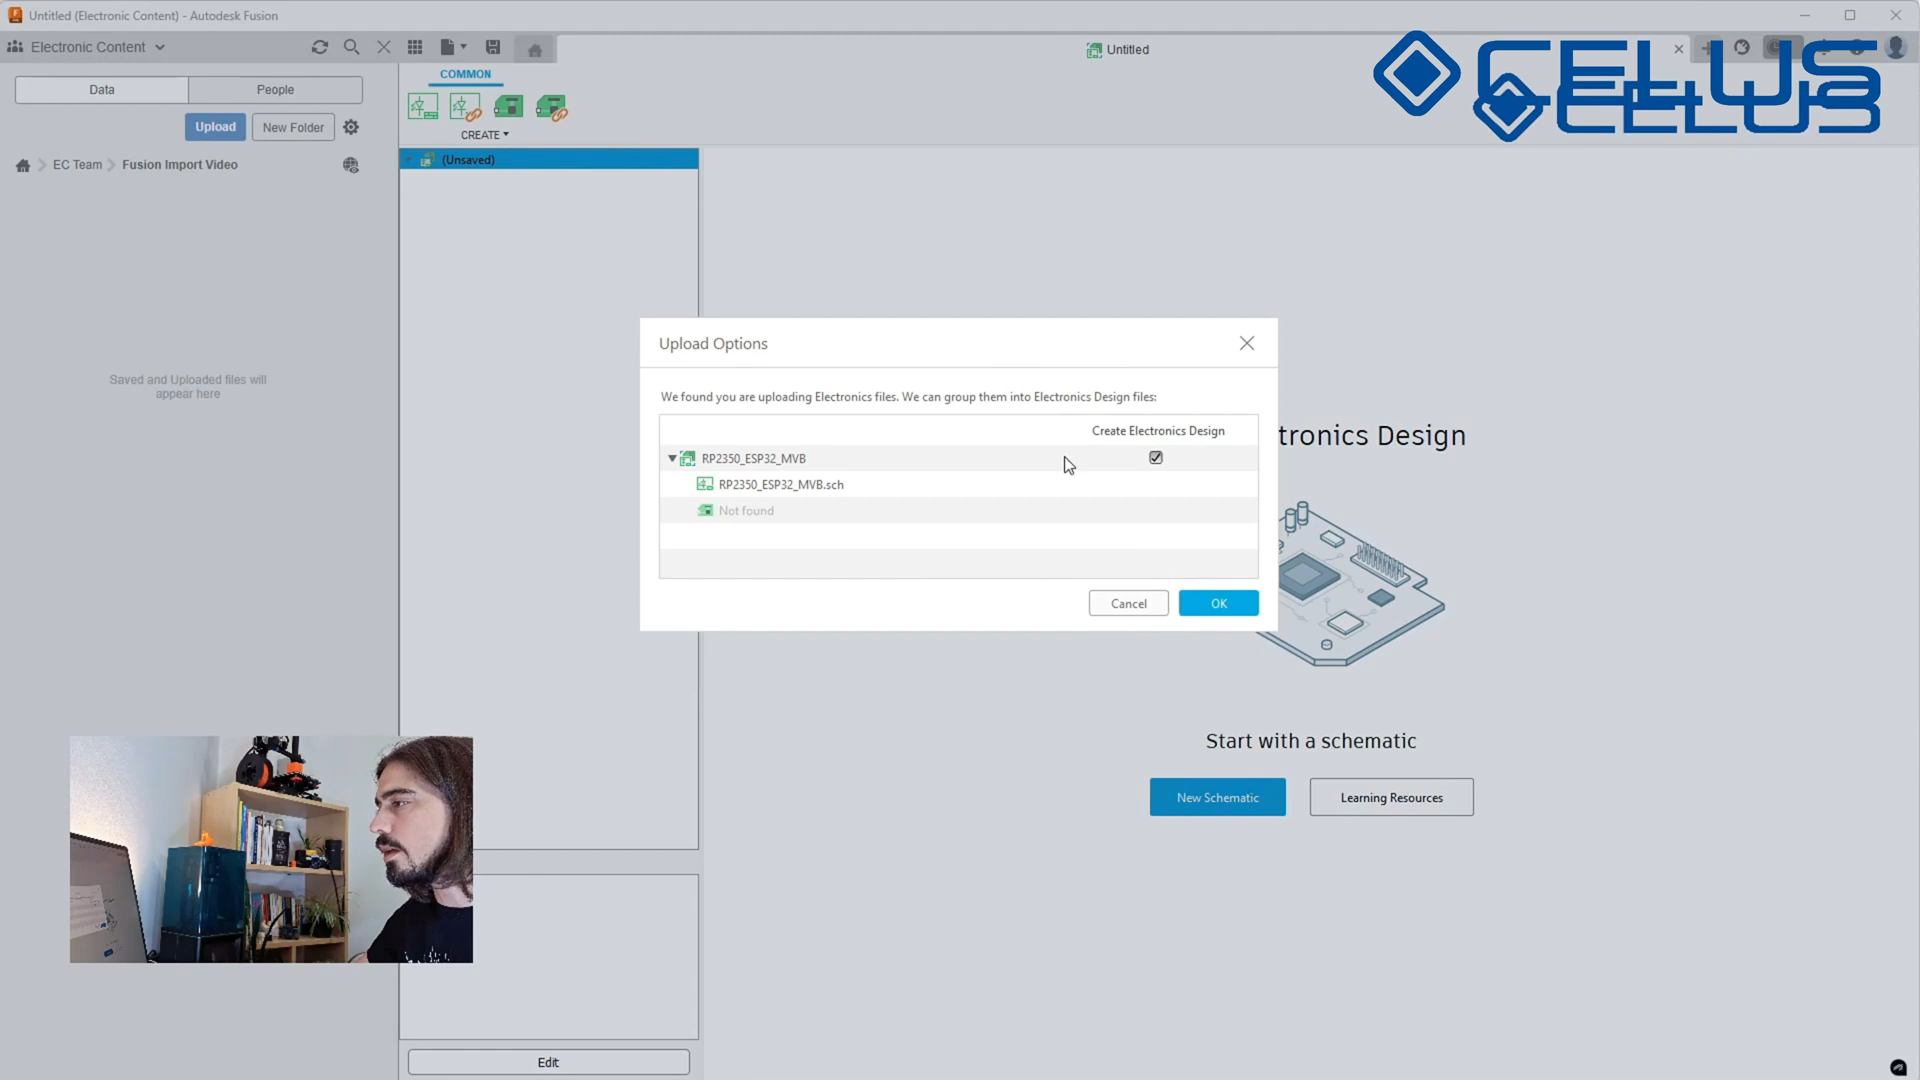 Untitled (Electronic Content) - Autodesk Fusion
Electronic Content
Untitled
CELUS
CELUS
Data
People
COMMON
Upload
New Folder
CREATE
EC Team
Fusion Import Video
(Unsaved)
Saved and Uploaded files will
appear here
Upload Options
We found you are uploading Electronics files. We can group them into Electronics Design files:
Create Electronics Design
RP2350_ESP32_MVB
RP2350_ESP32_MVB.sch
Not found
Cancel
OK
tronics Design
Start with a schematic
New Schematic
Learning Resources
Edit